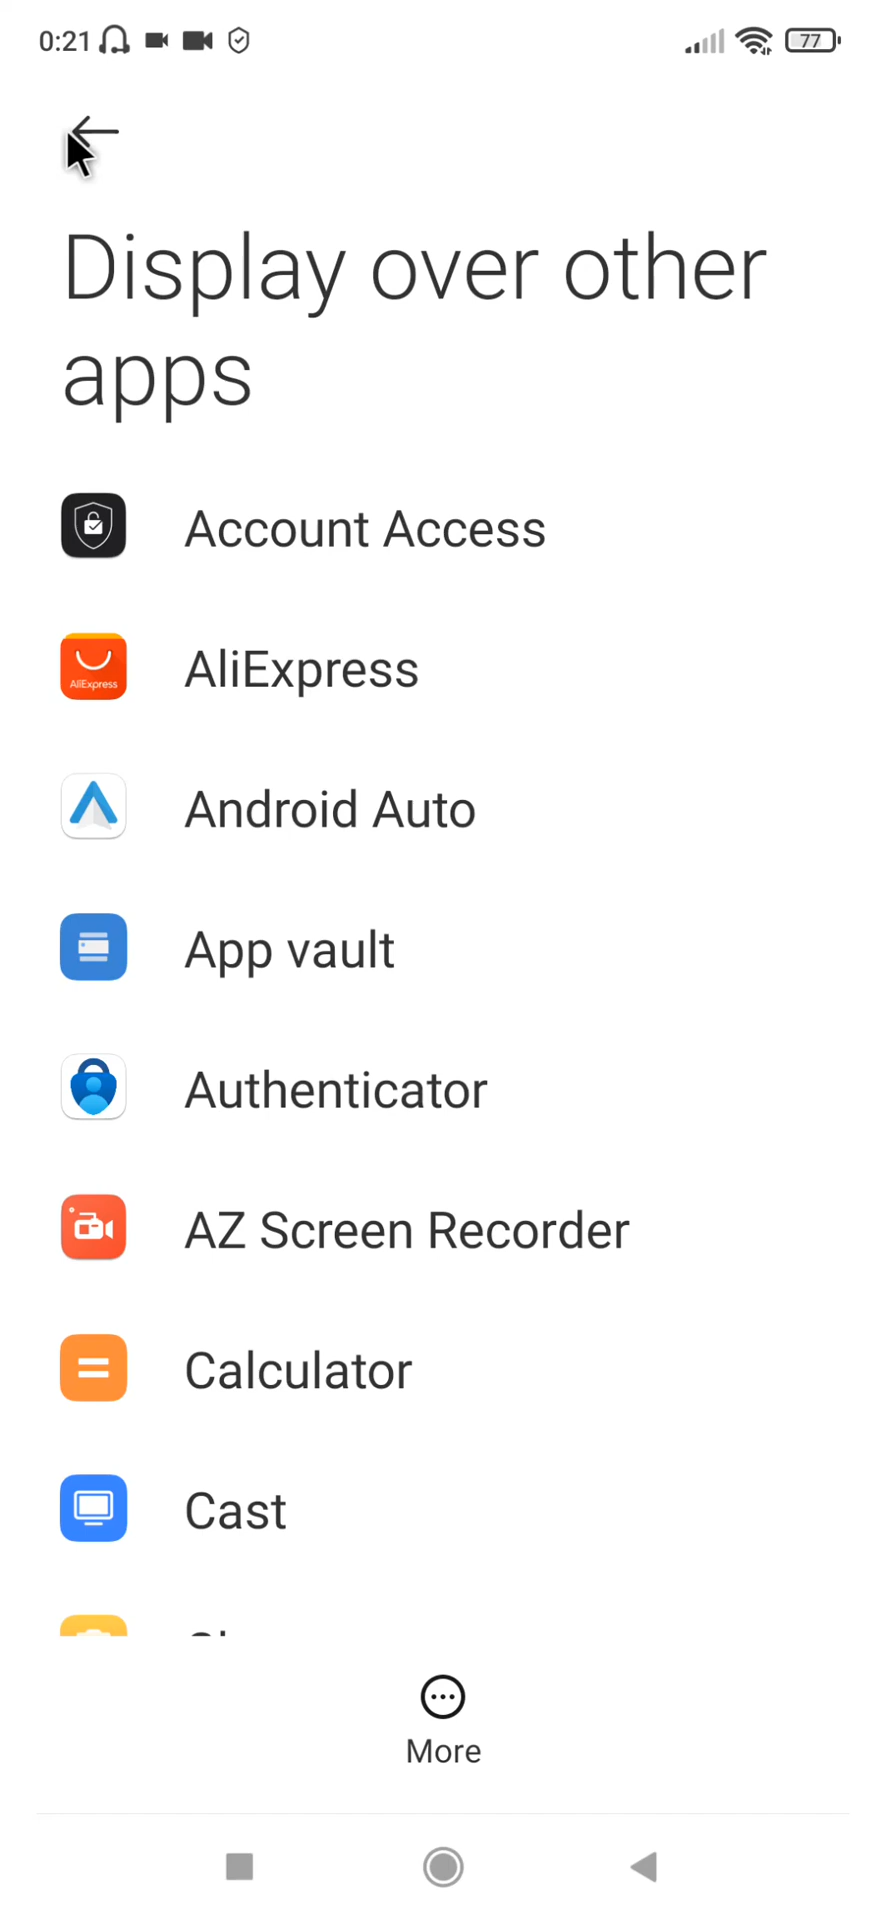 0:21
77
Display over other
apps
Account Access
AliExpress
AliExpress
Android Auto
App vault
Authenticator
AZ Screen Recorder
Calculator
Cast
More